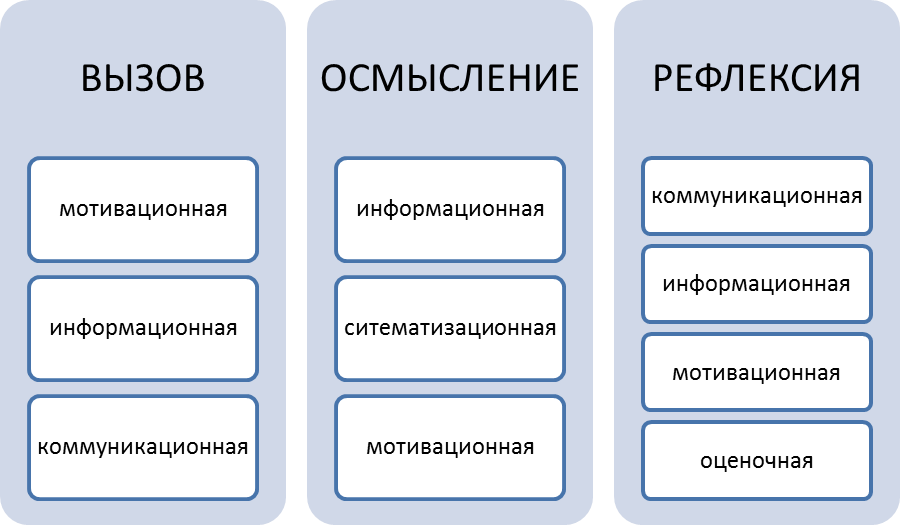 ВЫЗОВ
мотивационная
информационная
коммуникационная
ОСМЫСЛЕНИЕ
информационная
ситематизационная
мотивационная
РЕФЛЕКСИЯ
коммуникационная
информационная
мотивационная
оценочная